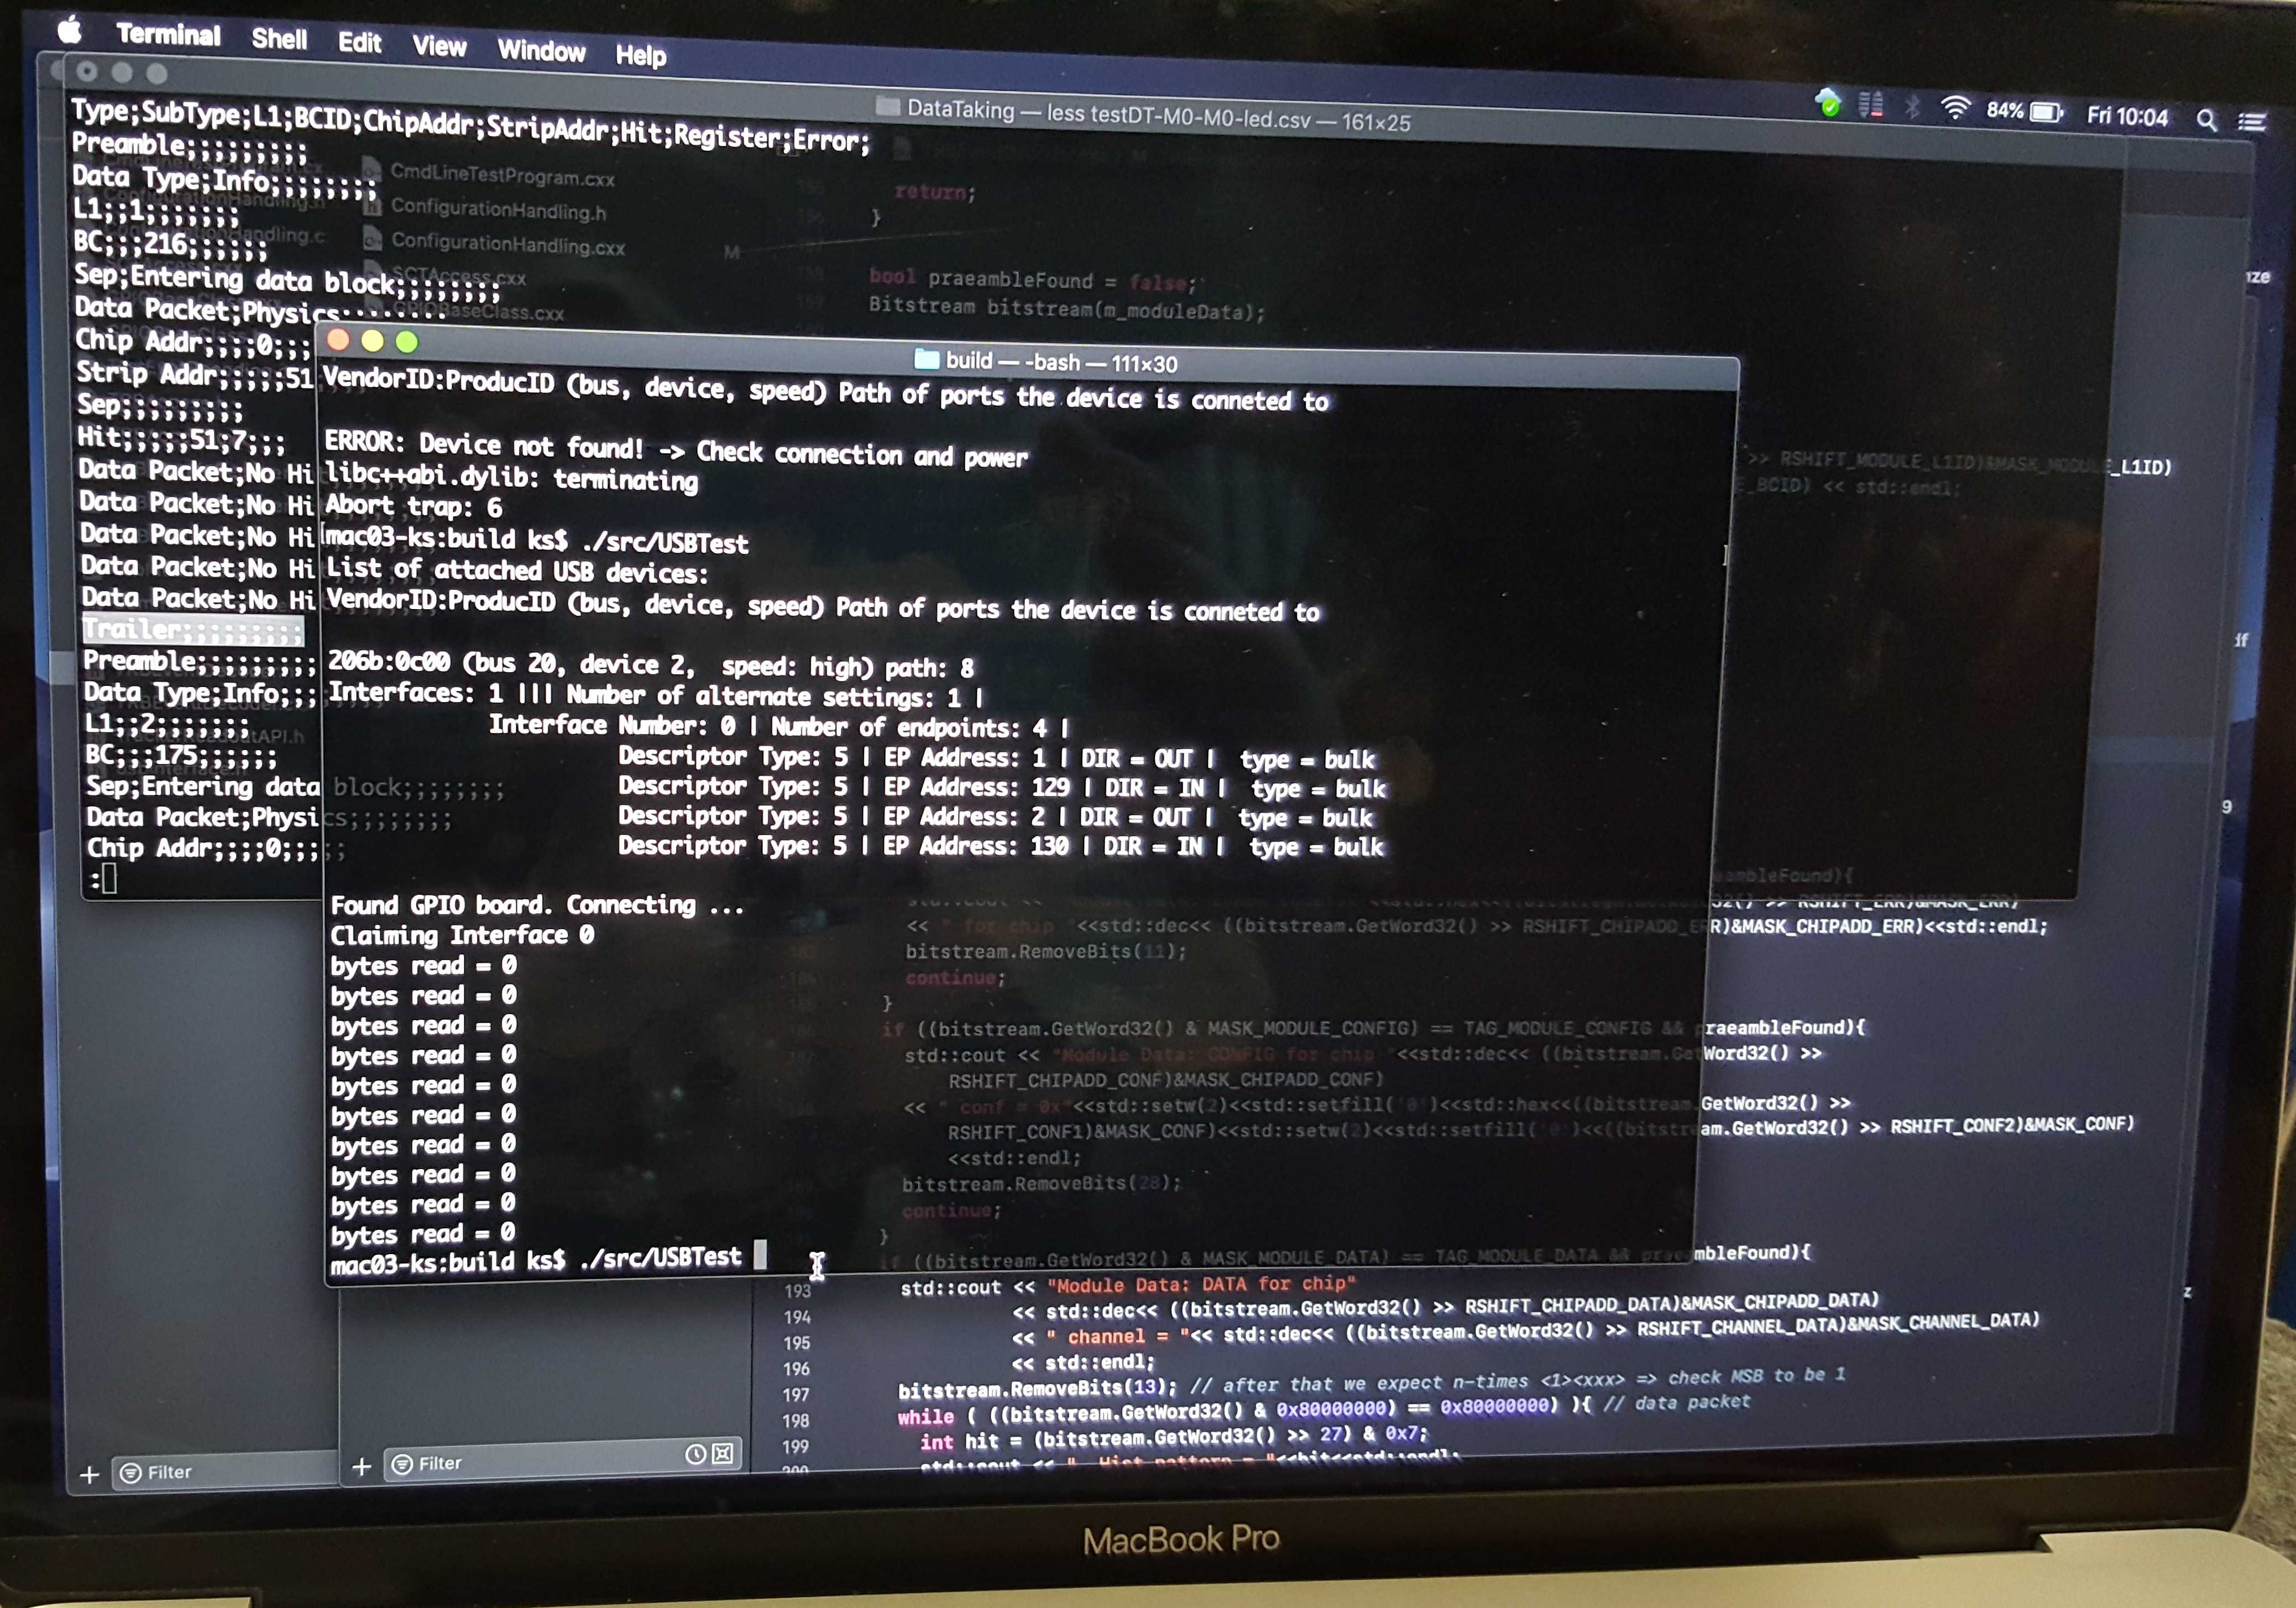 Terminal Shell Edit View Window Help
84% Fri 10:04
DataTaking — less testDT-M0-M0-led.csv — 161×25
Type;SubType;L1;BCID;ChipAddr;StripAddr;Hit;Register;Error;
Preamble;;;;;;;;;
Data Type;Info;;;;;;;;
L1;;1;;;;;;;
BC;;;216;;;;;;
Sep;Entering data block;;;;;;;;
Data Packet;Physics
Chip Addr;;;;0;;;
Strip Addr;;;;;51
Sep;;;;;;;;;
Hit;;;;;51;7;;;
Data Packet;No Hi
Data Packet;No Hi
Data Packet;No Hi
Data Packet;No Hi
Data Packet;No Hi
Trailer;;;;;;;;;
Preamble;;;;;;;;;
Data Type;Info;;;
L1;;2;;;;;;;
BC;;;175;;;;;;
Sep;Entering data block;;;;;;;;
Data Packet;Physics;;;;;;;;
Chip Addr;;;;0;;;;;
:
CmdLineTestProgram.cxx
ConfigurationHandling.h
ConfigurationHandling.cxx
M
SCTAccess.cxx
GPIOBaseClass.cxx
return;
}
bool praeambleFound = false;
Bitstream bitstream(m_moduleData);
build — -bash — 111×30
VendorID:ProducID (bus, device, speed) Path of ports the device is conneted to
ERROR: Device not found! -> Check connection and power
libc++abi.dylib: terminating
Abort trap: 6
mac03-ks:build ks$ ./src/USBTest
List of attached USB devices:
VendorID:ProducID (bus, device, speed) Path of ports the device is conneted to
206b:0c00 (bus 20, device 2,  speed: high) path: 8
Interfaces: 1 ||| Number of alternate settings: 1 |
Interface Number: 0 | Number of endpoints: 4 |
Descriptor Type: 5 | EP Address: 1 | DIR = OUT |  type = bulk
Descriptor Type: 5 | EP Address: 129 | DIR = IN |  type = bulk
Descriptor Type: 5 | EP Address: 2 | DIR = OUT |  type = bulk
Descriptor Type: 5 | EP Address: 130 | DIR = IN |  type = bulk
Found GPIO board. Connecting ...
Claiming Interface 0
bytes read = 0
bytes read = 0
bytes read = 0
bytes read = 0
bytes read = 0
bytes read = 0
bytes read = 0
bytes read = 0
bytes read = 0
bytes read = 0
mac03-ks:build ks$ ./src/USBTest
>> RSHIFT_MODULE_L1ID)&MASK_MODULE_L1ID)
E_BCID) << std::endl;
ambleFound){
<< " for chip "<<std::dec<< ((bitstream.GetWord32() >> RSHIFT_CHIPADD_ERR)&MASK_CHIPADD_ERR)<<std::endl;
bitstream.RemoveBits(11);
continue;
}
if ((bitstream.GetWord32() & MASK_MODULE_CONFIG) == TAG_MODULE_CONFIG && praeambleFound){
std::cout << "Module Data: CONFIG for chip "<<std::dec<< ((bitstream.GetWord32() >>
RSHIFT_CHIPADD_CONF)&MASK_CHIPADD_CONF)
<< " conf = 0x"<<std::setw(2)<<std::setfill('0')<<std::hex<<((bitstream.GetWord32() >>
RSHIFT_CONF1)&MASK_CONF)<<std::setw(2)<<std::setfill('0')<<((bitstream.GetWord32() >> RSHIFT_CONF2)&MASK_CONF)
<<std::endl;
bitstream.RemoveBits(28);
continue;
}
if ((bitstream.GetWord32() & MASK_MODULE_DATA) == TAG_MODULE_DATA && praeambleFound){
193 std::cout << "Module Data: DATA for chip"
194 << std::dec<< ((bitstream.GetWord32() >> RSHIFT_CHIPADD_DATA)&MASK_CHIPADD_DATA)
195 << " channel = "<< std::dec<< ((bitstream.GetWord32() >> RSHIFT_CHANNEL_DATA)&MASK_CHANNEL_DATA)
196 << std::endl;
197 bitstream.RemoveBits(13); // after that we expect n-times <1><xxx> => check MSB to be 1
198 while ( ((bitstream.GetWord32() & 0x80000000) == 0x80000000) ){ // data packet
199 int hit = (bitstream.GetWord32() >> 27) & 0x7;
+ Filter
+ Filter
MacBook Pro